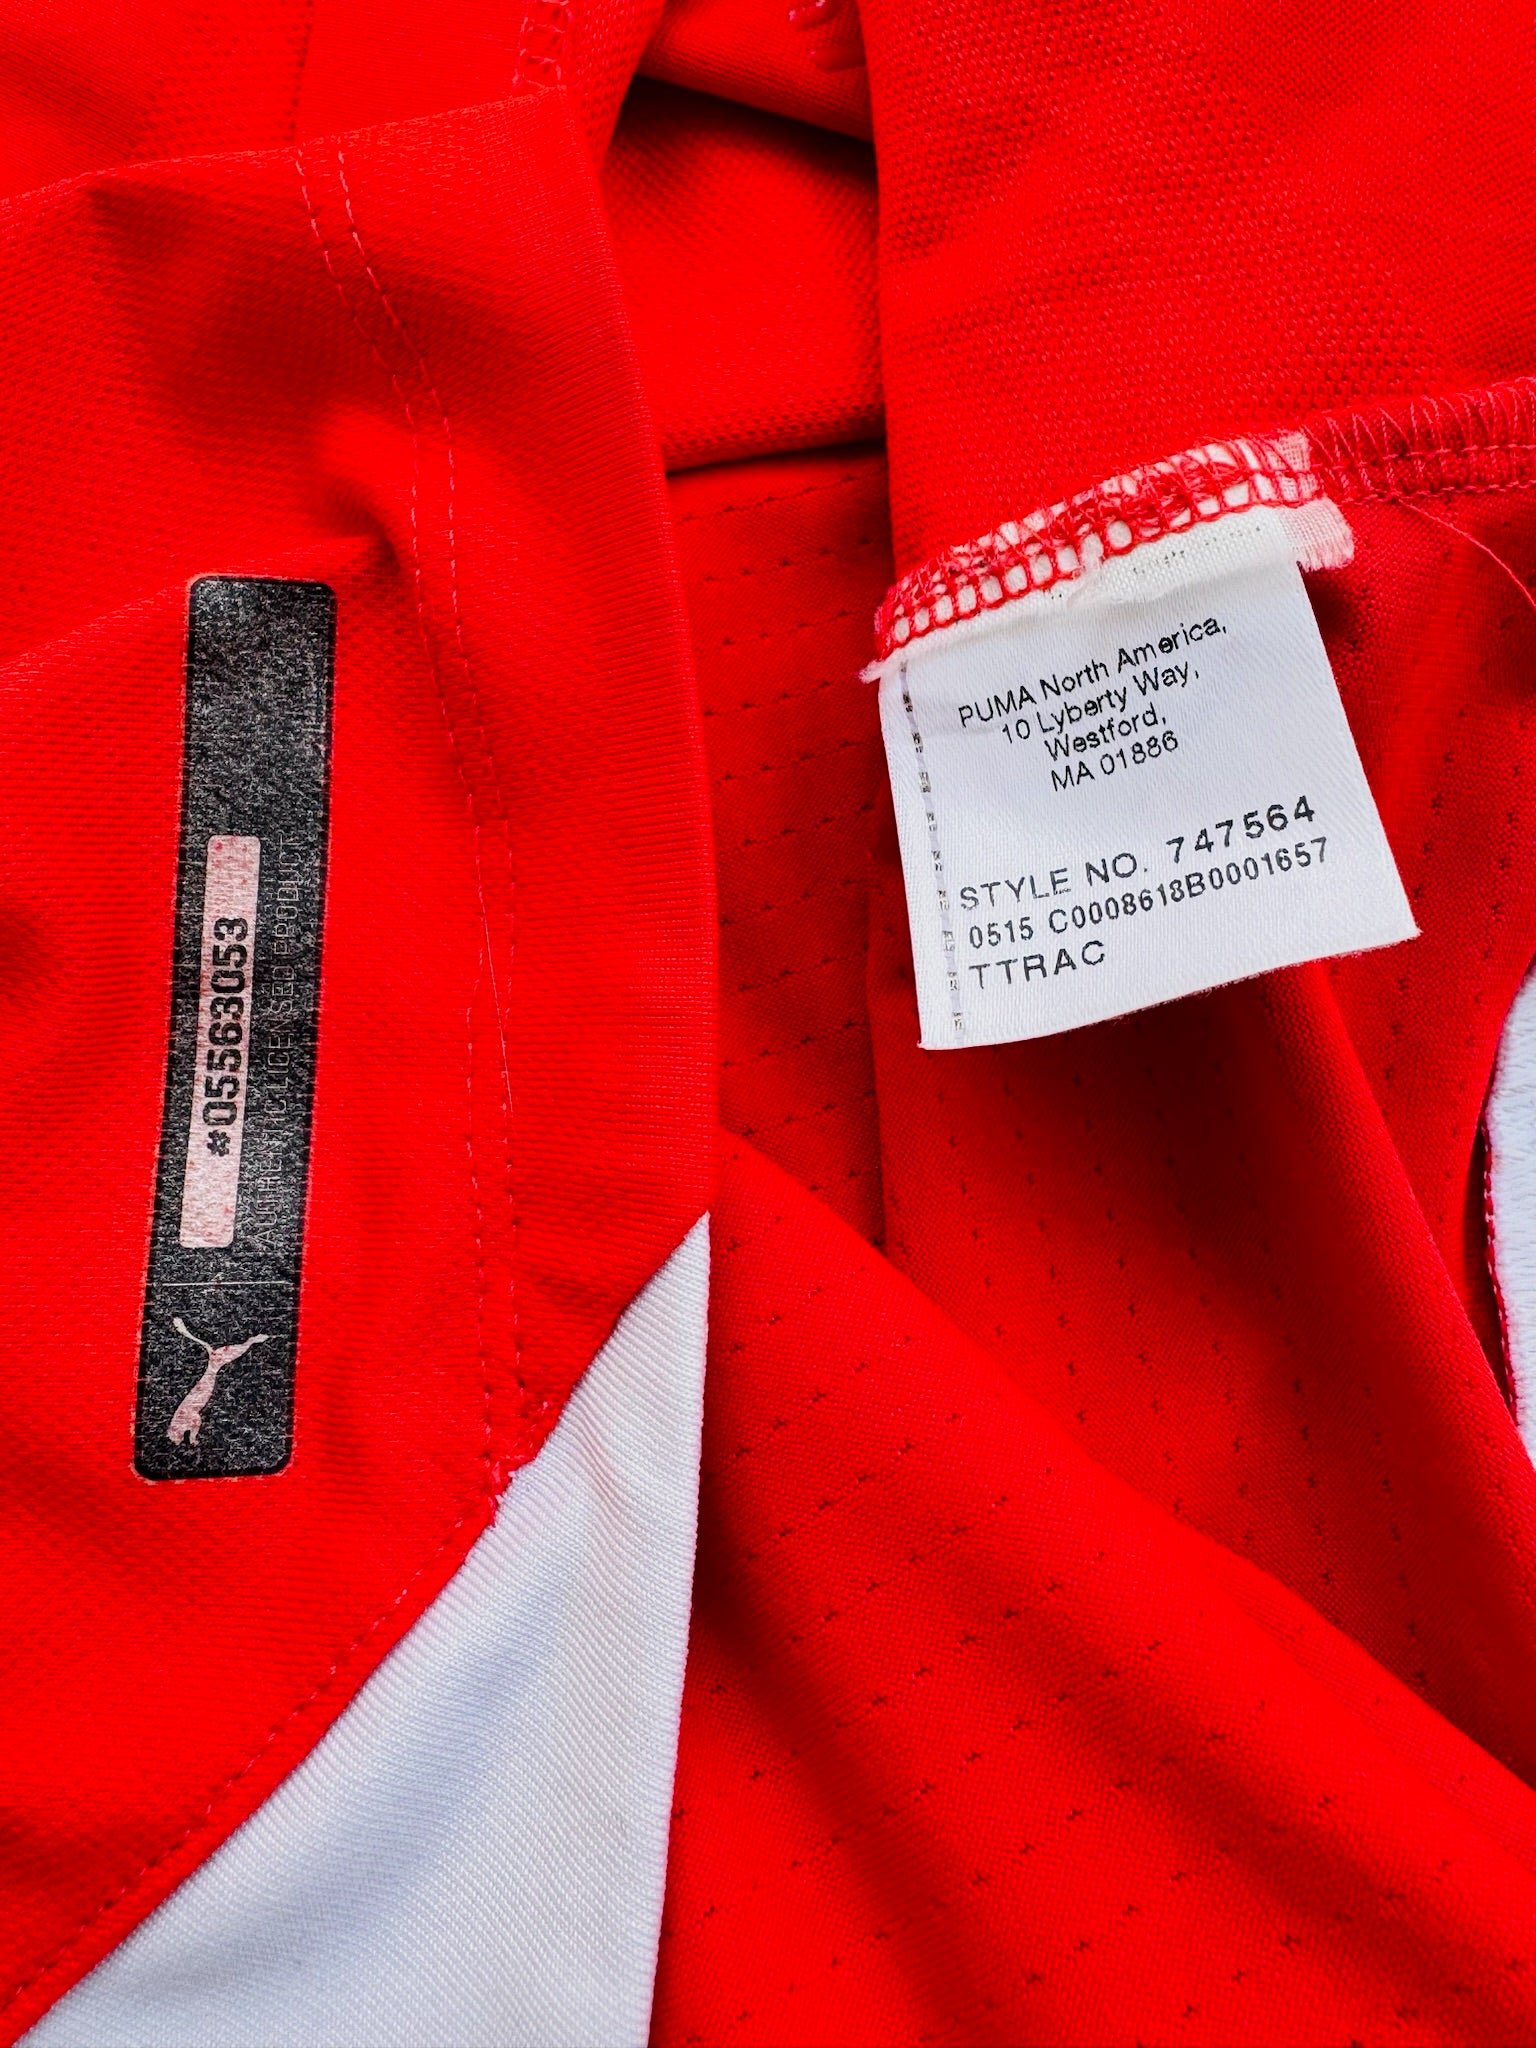 #05563053
AUTHENTIC LICENSED PRODUCT
PUMA North America,
10 Lyberty Way,
Westford,
MA 01886
STYLE NO. 747564
0515 C0008618B0001657
TTRAC